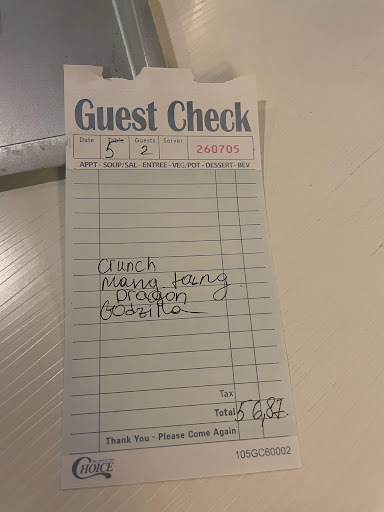 Guest Check
Date Table Guests Server
5 2 260705
APPT - SOUP/SAL - ENTREE - VEG/POT - DESSERT - BEV
Crunch
Mang tang
Dragon
Godzilla
Tax
Total 56,87.
Thank You - Please Come Again
CHOICE 105GC60002